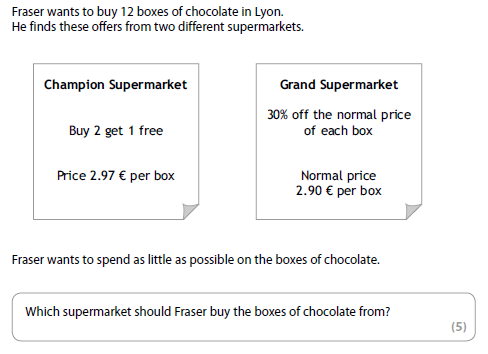 Fraser wants to buy 12 boxes of chocolate in Lyon.
He finds these offers from two different supermarkets.
Champion Supermarket
Buy 2 get 1 free
Price 2.97 € per box
Grand Supermarket
30% off the normal price
of each box
Normal price
2.90 € per box
Fraser wants to spend as little as possible on the boxes of chocolate.
Which supermarket should Fraser buy the boxes of chocolate from?
(5)